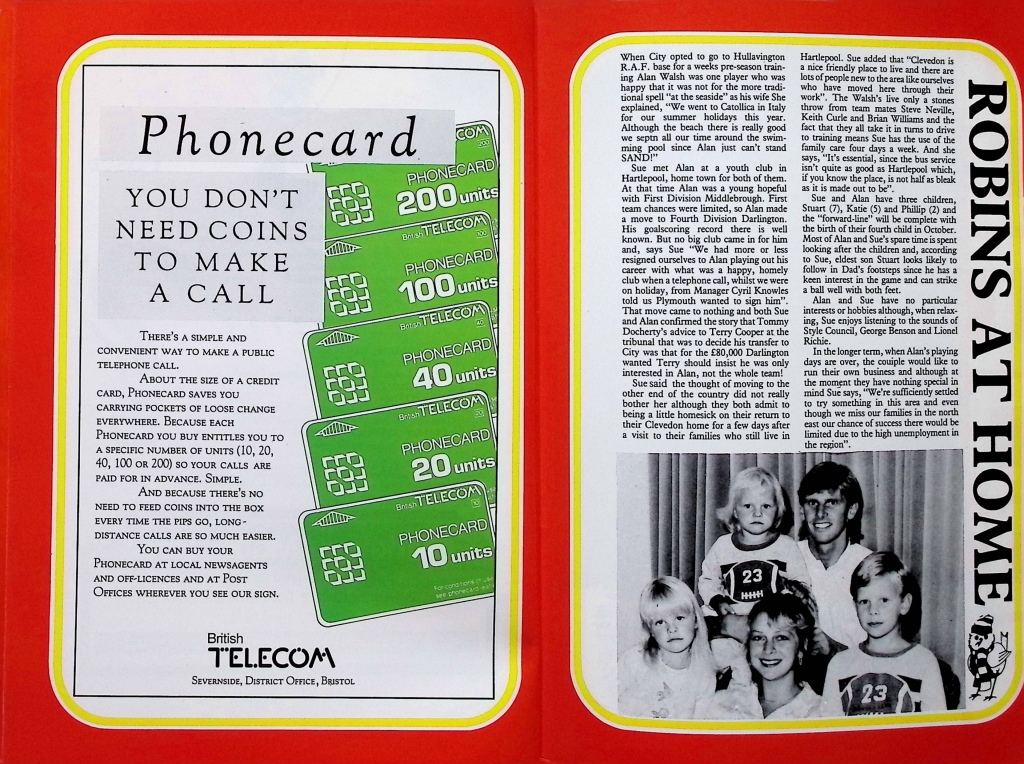 Phonecard
YOU DON'T
NEED COINS
TO MAKE
A CALL
THERE'S A SIMPLE AND
CONVENIENT WAY TO MAKE A PUBLIC
TELEPHONE CALL.
ABOUT THE SIZE OF A CREDIT
CARD, PHONECARD SAVES YOU
CARRYING POCKETS OF LOOSE CHANGE
EVERYWHERE. BECAUSE EACH
PHONECARD YOU BUY ENTITLES YOU TO
A SPECIFIC NUMBER OF UNITS (10, 20,
40, 100 OR 200) SO YOUR CALLS ARE
PAID FOR IN ADVANCE. SIMPLE.
AND BECAUSE THERE'S NO
NEED TO FEED COINS INTO THE BOX
EVERY TIME THE PIPS GO, LONG-
DISTANCE CALLS ARE SO MUCH EASIER.
YOU CAN BUY YOUR
PHONECARD AT LOCAL NEWSAGENTS
AND OFF-LICENCES AND AT POST
OFFICES WHEREVER YOU SEE OUR SIGN.
COM
200
PHONECARD
200 units
British TELECOM
100
PHONECARD
100 units
British TELECOM
40
PHONECARD
40 units
British TELECOM
20
PHONECARD
20 units
British TELECOM
10
PHONECARD
10 units
For conditions of use
see phonecard
British
TELECOM
SEVERNSIDE, DISTRICT OFFICE, BRISTOL
When City opted to go to Hullavington
R.A.F. base for a weeks pre-season train-
ing Alan Walsh was one player who was
happy that it was not for the more tradi-
tional spell "at the seaside" as his wife She
explained, "We went to Catollica in Italy
for our summer holidays this year.
Although the beach there is really good
we septn all our time around the swim-
ming pool since Alan just can't stand
SAND!"
Sue met Alan at a youth club in
Hartlepool, home town for both of them.
At that time Alan was a young hopeful
with First Division Middlebrough. First
team chances were limited, so Alan made
a move to Fourth Division Darlington.
His goalscoring record there is well
known. But no big club came in for him
and, says Sue "We had more or less
resigned ourselves to Alan playing out his
career with what was a happy, homely
club when a telephone call, whilst we were
on holiday, from Manager Cyril Knowles
told us Plymouth wanted to sign him".
That move came to nothing and both Sue
and Alan confirmed the story that Tommy
Docherty's advice to Terry Cooper at the
tribunal that was to decide his transfer to
City was that for the £80,000 Darlington
wanted Terry should insist he was only
interested in Alan, not the whole team!
Sue said the thought of moving to the
other end of the country did not really
bother her although they both admit to
being a little homesick on their return to
their Clevedon home for a few days after
a visit to their families who still live in
Hartlepool. Sue added that "Clevedon is
a nice friendly place to live and there are
lots of people new to the area like ourselves
who have moved here through their
work". The Walsh's live only a stones
throw from team mates Steve Neville,
Keith Curle and Brian Williams and the
fact that they all take it in turns to drive
to training means Sue has the use of the
family care four days a week. And she
says, "It's essential, since the bus service
isn't quite as good as Hartlepool which,
if you know the place, is not half as bleak
as it is made out to be".
Sue and Alan have three children,
Stuart (7), Katie (5) and Phillip (2) and
the "forward-line" will be complete with
the birth of their fourth child in October.
Most of Alan and Sue's spare time is spent
looking after the children and, according
to Sue, eldest son Stuart looks likely to
follow in Dad's footsteps since he has a
keen interest in the game and can strike
a ball well with both feet.
Alan and Sue have no particular
interests or hobbies although, when relax-
ing, Sue enjoys listening to the sounds of
Style Council, George Benson and Lionel
Richie.
In the longer term, when Alan's playing
days are over, the couple would like to
run their own business and although at
the moment they have nothing special in
mind Sue says, "We're sufficiently settled
to try something in this area and even
though we miss our families in the north
east our chance of success there would be
limited due to the high unemployment in
the region".
ROBINS AT HOME
23
23